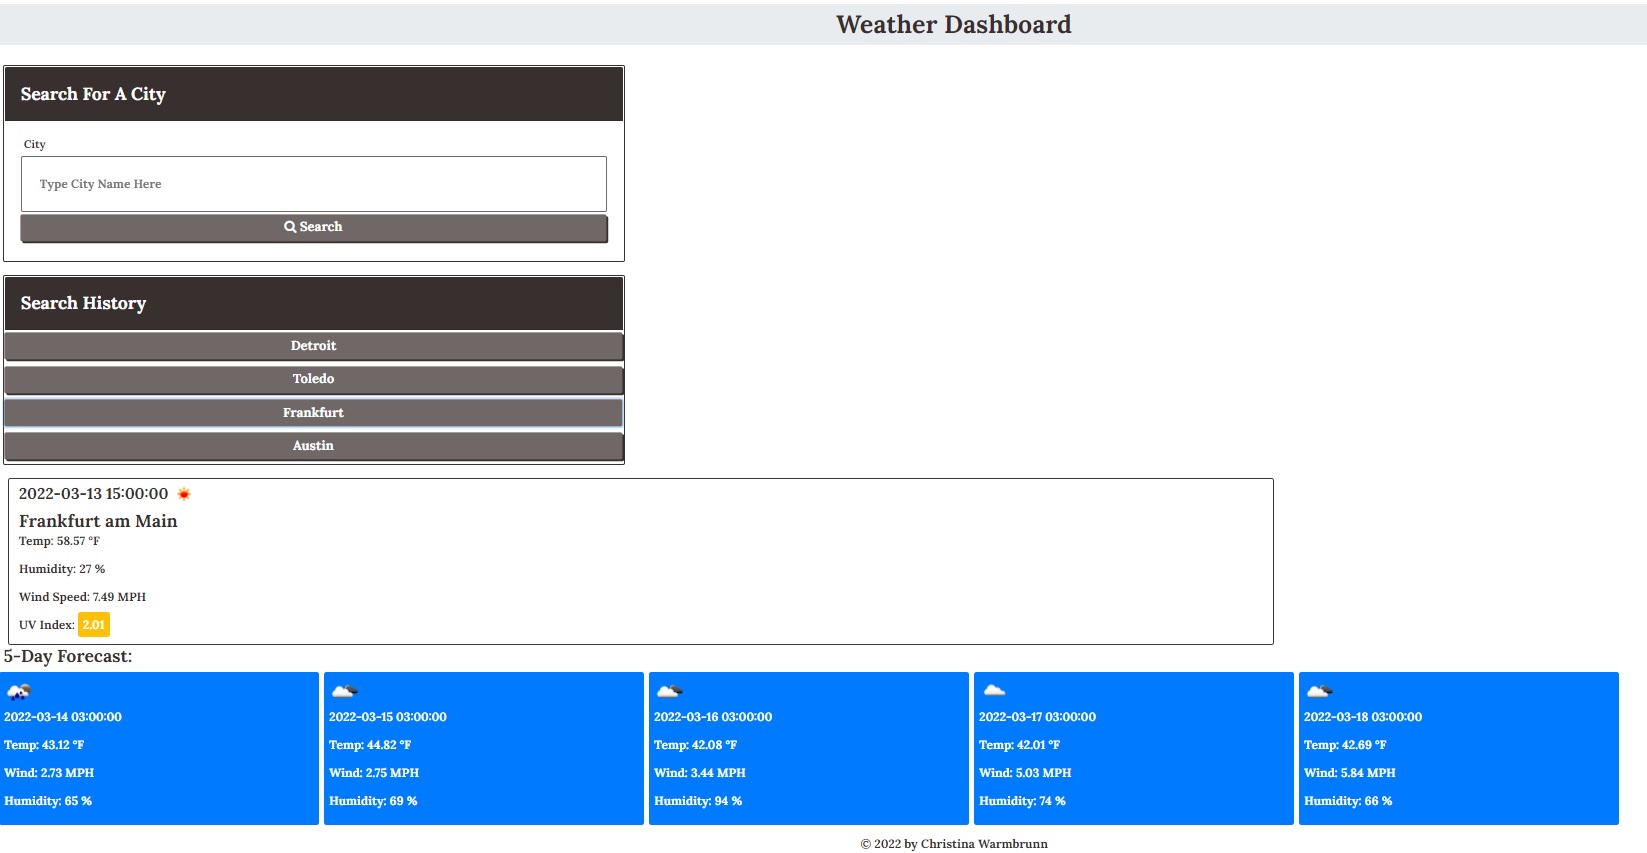 Weather Dashboard
Search For A City
City
Type City Name Here
Search
Search History
Detroit
Toledo
Frankfurt
Austin
2022-03-13 15:00:00
Frankfurt am Main
Temp: 58.57 °F
Humidity: 27 %
Wind Speed: 7.49 MPH
UV Index: 2.01
5-Day Forecast:
2022-03-14 03:00:00
Temp: 43.12 °F
Wind: 2.73 MPH
Humidity: 65 %
2022-03-15 03:00:00
Temp: 44.82 °F
Wind: 2.75 MPH
Humidity: 69 %
2022-03-16 03:00:00
Temp: 42.08 °F
Wind: 3.44 MPH
Humidity: 94 %
2022-03-17 03:00:00
Temp: 42.01 °F
Wind: 5.03 MPH
Humidity: 74 %
2022-03-18 03:00:00
Temp: 42.69 °F
Wind: 5.84 MPH
Humidity: 66 %
© 2022 by Christina Warmbrunn